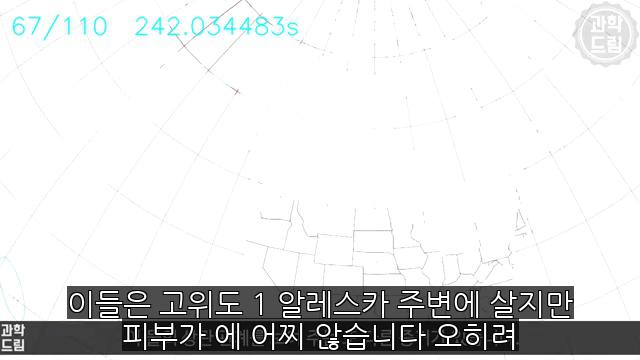 67/110 242.034483s
과학
드림
이들은 고위도 1 알레스카 주변에 살지만
피부가 에 어찌 않습니다 오히려
과학
드림